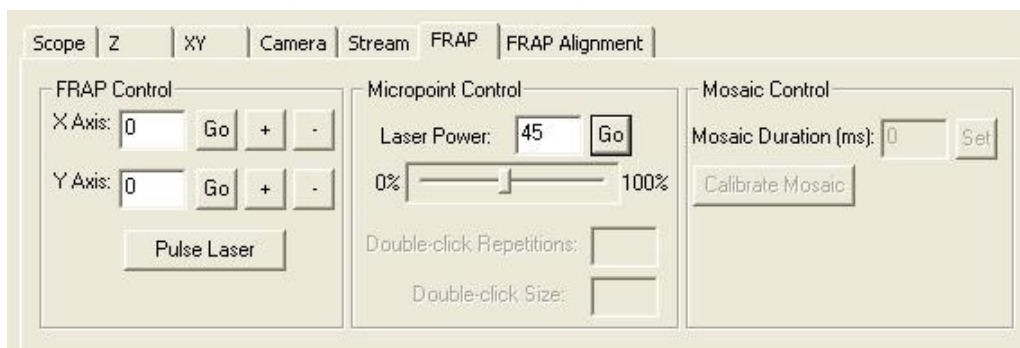 Scope Z XY Camera Stream FRAP FRAP Alignment
FRAP Control
X Axis: 0 Go + -
Y Axis: 0 Go + -
Pulse Laser
Micropoint Control
Laser Power: 45 Go
0% 100%
Double-click Repetitions:
Double-click Size:
Mosaic Control
Mosaic Duration (ms): 0 Set
Calibrate Mosaic